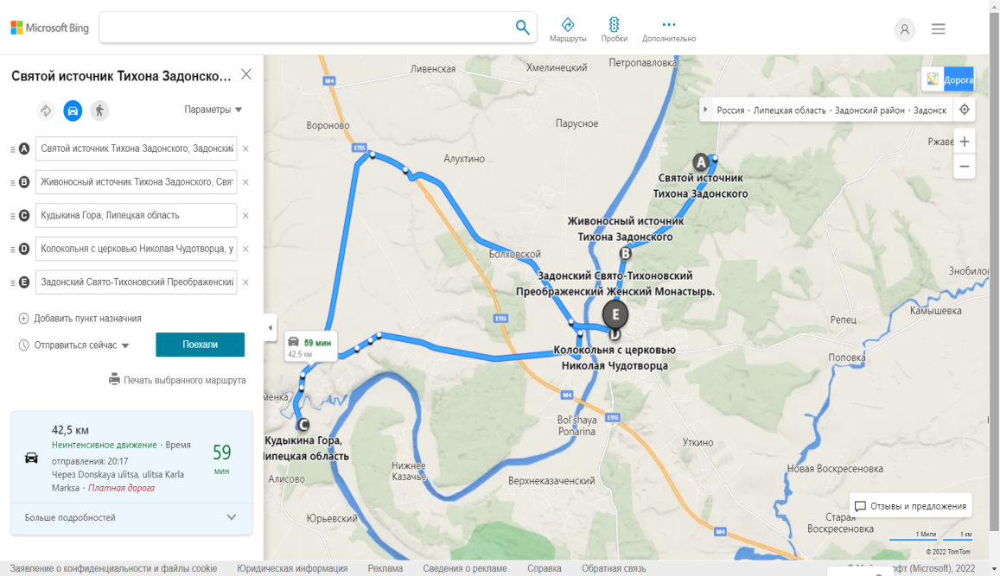 Microsoft Bing
Маршруты
Пробки
Дополнительно
Святой источник Тихона Задонско...
Параметры
A Святой источник Тихона Задонского, Задонский
B Живоносный источник Тихона Задонского, Свят
C Кудыкина Гора, Липецкая область
D Колокольня с церковью Николая Чудотворца, у
E Задонский Свято-Тихоновский Преображенский
Добавить пункт назначния
Отправиться сейчас
Поехали
Печать выбранного маршрута
42,5 км
Неинтенсивное движение · Время
отправления: 20:17
Через Donskaya ulitsa, ulitsa Karla
Marksa · Платная дорога
59
мин
Больше подробностей
Ливенская
Хмелинецкий
Петропавловка
M4
Дорога
Россия • Липецкая область • Задонский район • Задонск
Вороново
Парусное
E115
Алухтино
Ржаве
A
Святой источник
Тихона Задонского
Живоносный источник
Тихона Задонского
B
Болховской
Задонский Свято-Тихоновский
Преображенский Женский Монастырь.
Знобилов
Камышевка
E115
E
D
Репец
59 мин
42,5 км
Колокольня с церковью
Николая Чудотворца
Поповка
M4
менка
E115
Bol'shaya
Ponarina
C
Кудыкина Гора,
Липецкая область
Уткино
Нижнее
Казачье
Верхнеказаченский
Новая Воскресеновка
Алисово
Юрьевский
Отзывы и предложения
Старая
Воскресеновка
M4
1 Мили
1 км
© 2022 TomTom
Заявление о конфиденциальности и файлы cookie
Юридическая информация
Реклама
Сведения о рекламе
Справка
Обратная связь
(Microsoft), 2022